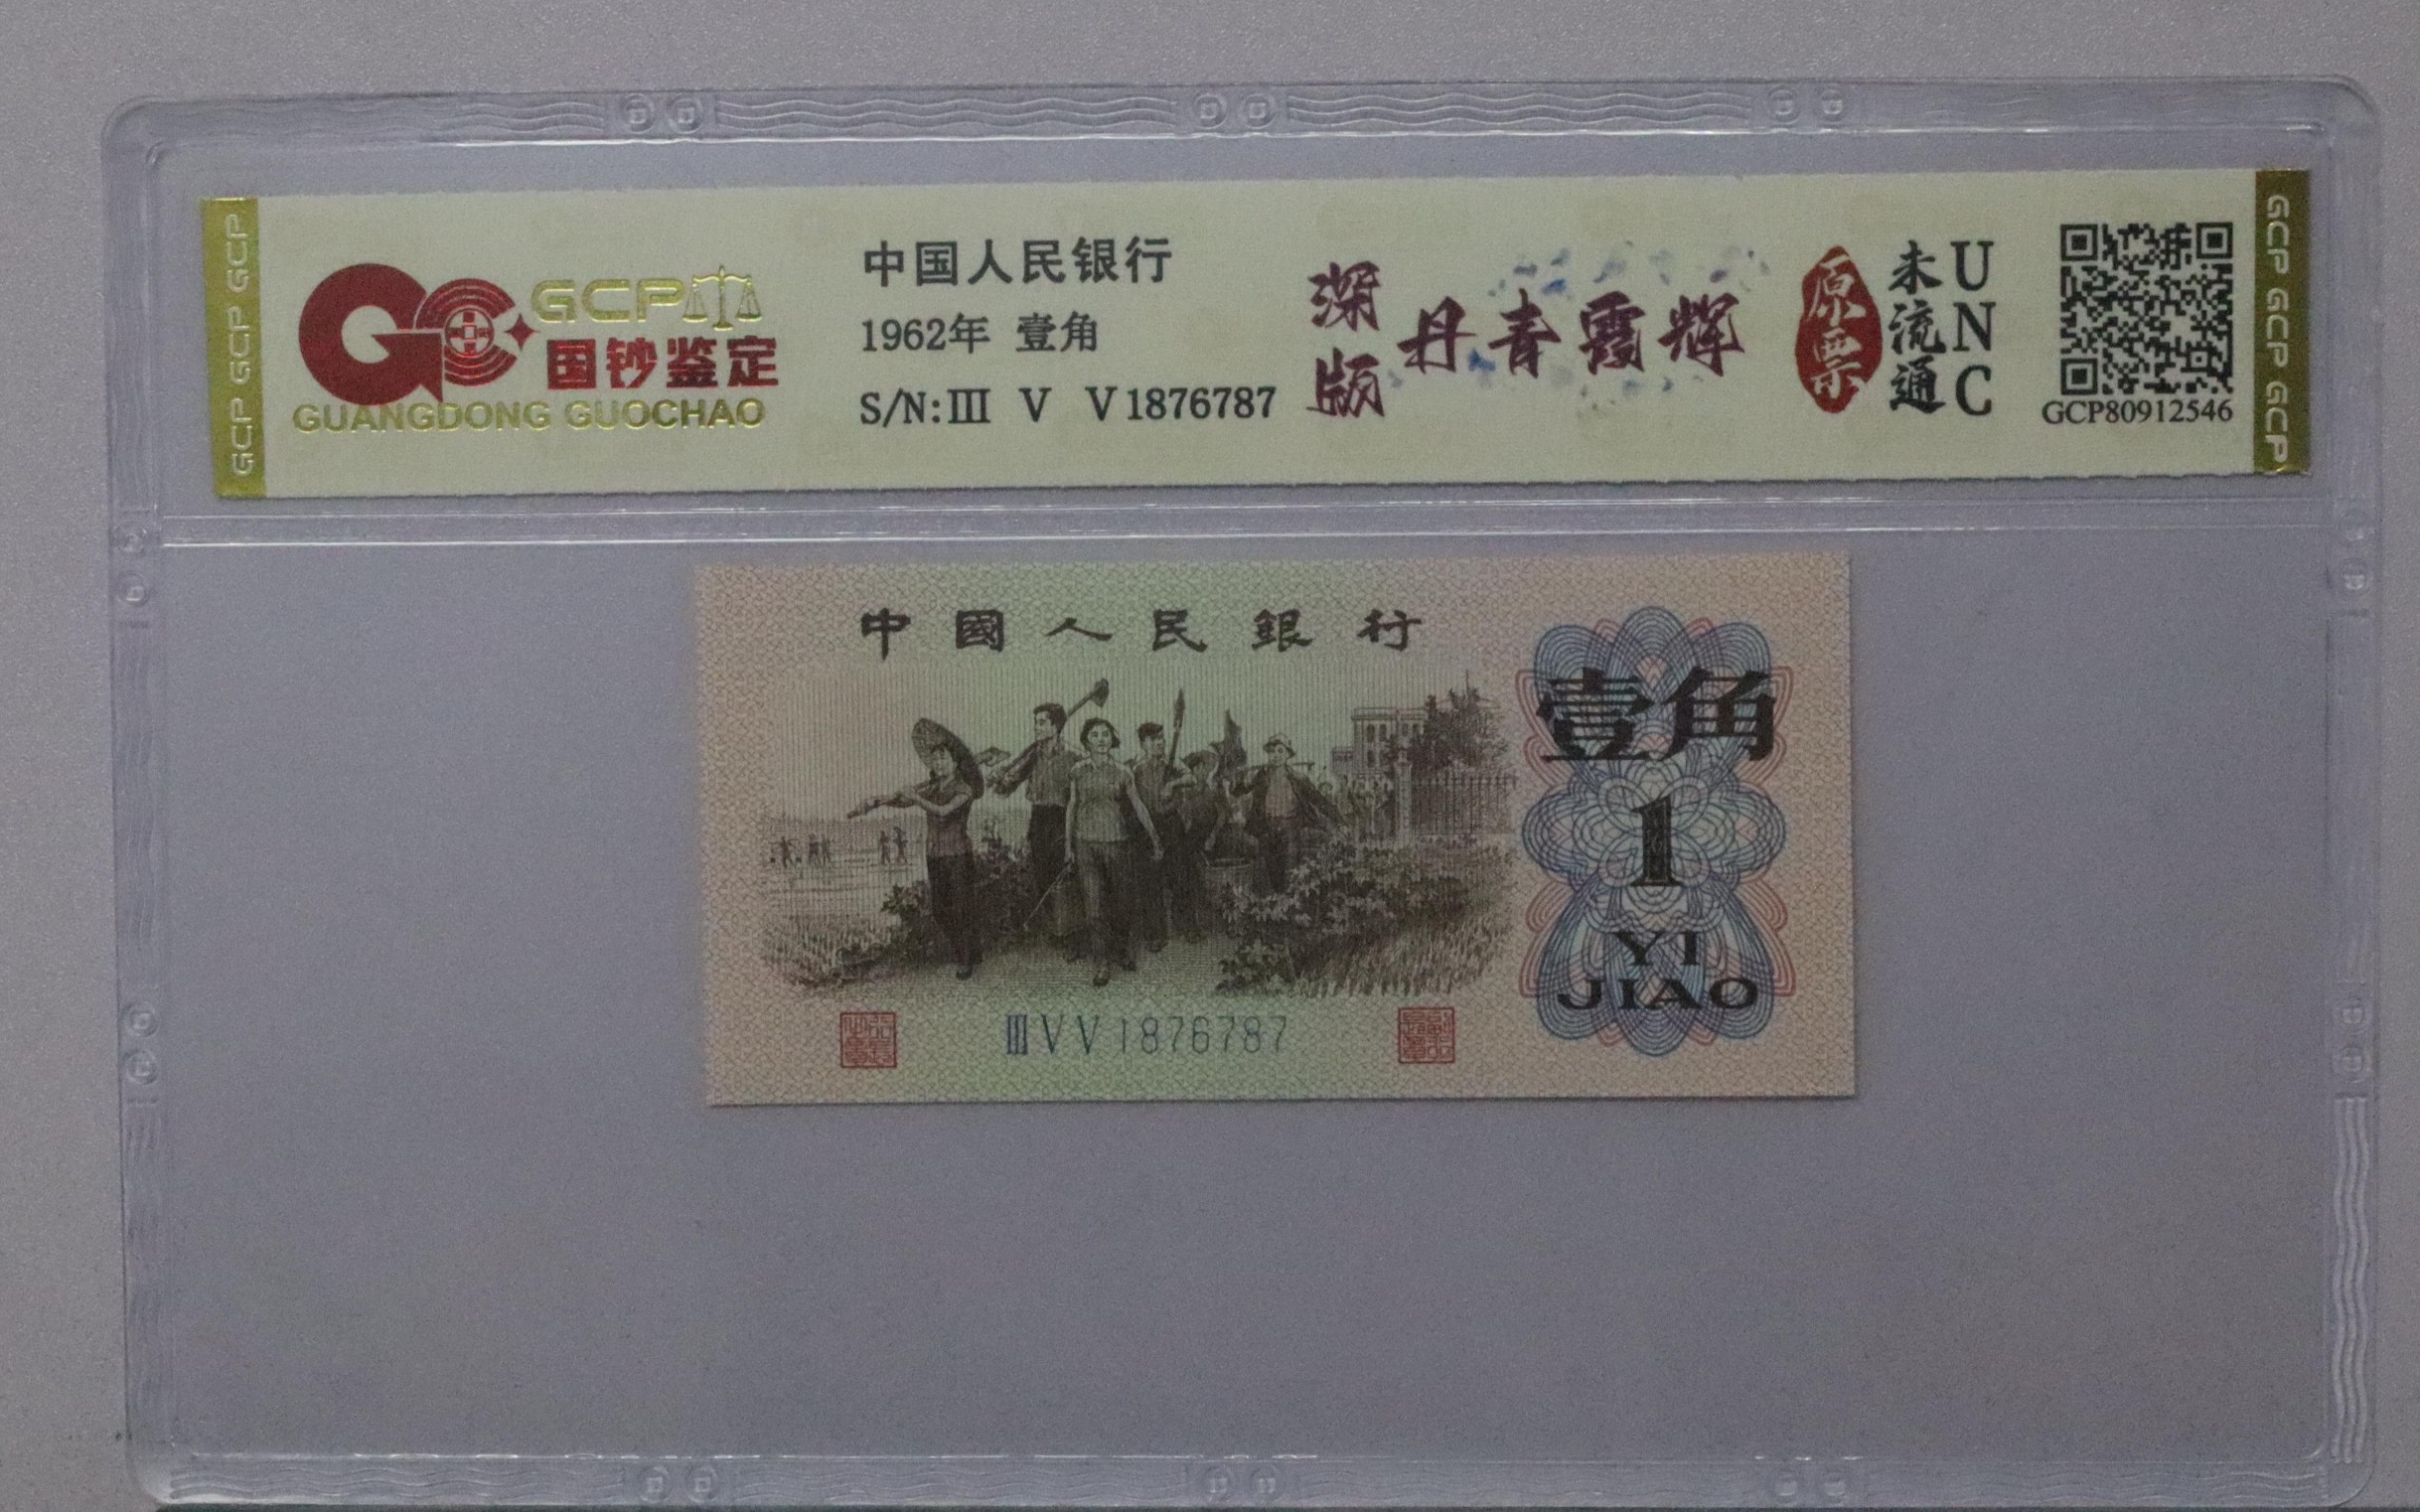 GCP GCP GCP
GCP
国钞鉴定
GUANGDONG GUOCHAO
中国人民银行
1962年 壹角
S/N:III V V1876787
深版
丹青霞辉
原票
未流通
UNC
GCP80912546
GCP GCP GCP
中國人民銀行
壹角
1
YI
JIAO
III V V 1876787